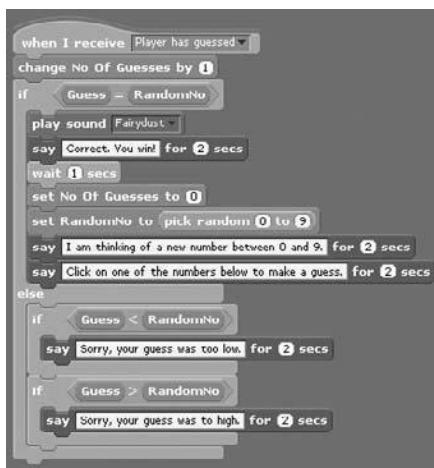 when I receive Player has guessed
change No Of Guesses by 1
if Guess = RandomNo
play sound Fairydust
say Correct. You win! for 2 secs
wait 1 secs
set No Of Guesses to 0
set RandomNo to pick random 0 to 9
say I am thinking of a new number between 0 and 9. for 2 secs
say Click on one of the numbers below to make a guess. for 2 secs
else
if Guess < RandomNo
say Sorry, your guess was too low. for 2 secs
if Guess > RandomNo
say Sorry, your guess was to high. for 2 secs